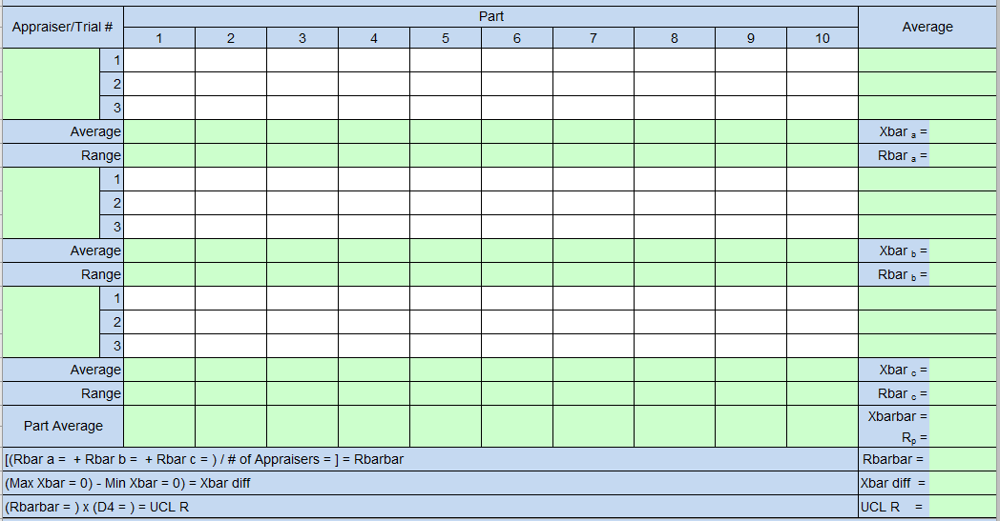 Appraiser/Trial # Part Average
1 2 3 4 5 6 7 8 9 10
1
2
3
Average Xbar a =
Range Rbar a =
1
2
3
Average Xbar b =
Range Rbar b =
1
2
3
Average Xbar c =
Range Rbar c =
Part Average Xbarbar =
Rp =
[(Rbar a = + Rbar b = + Rbar c = ) / # of Appraisers = ] = Rbarbar Rbarbar =
(Max Xbar = 0) - Min Xbar = 0) = Xbar diff Xbar diff =
(Rbarbar = ) x (D4 = ) = UCL R UCL R =